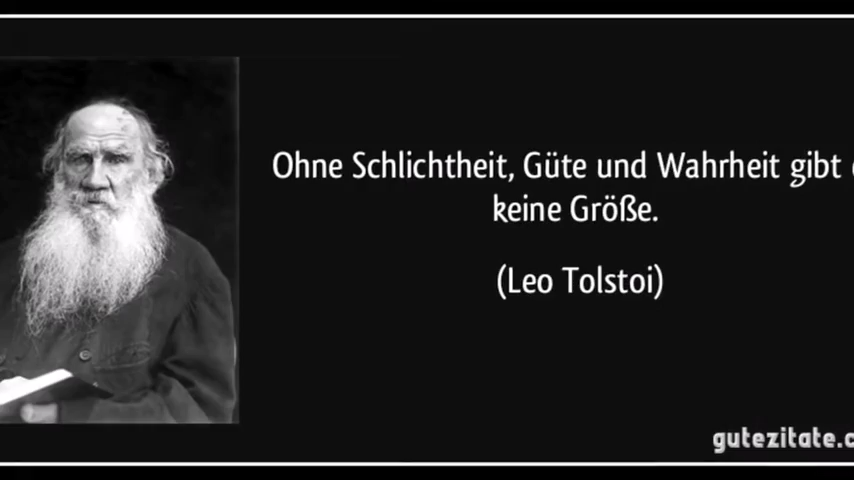 Ohne Schlichtheit, Güte und Wahrheit gibt
keine Größe.
(Leo Tolstoi)
gutezitate.c